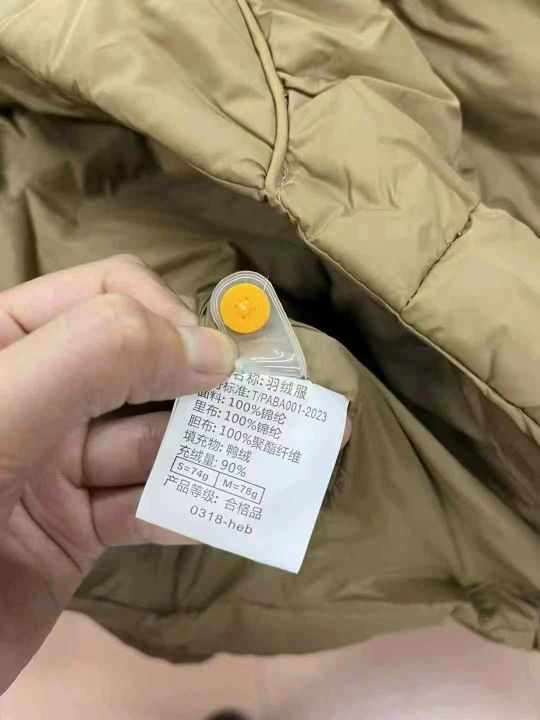 名称: 羽绒服
标准: T/PABA001-2023
面料: 100%锦纶
里布: 100%锦纶
胆布: 100%聚酯纤维
填充物: 鸭绒
充绒量: 90%
S=74g M=78g
产品等级: 合格品
0318-heb